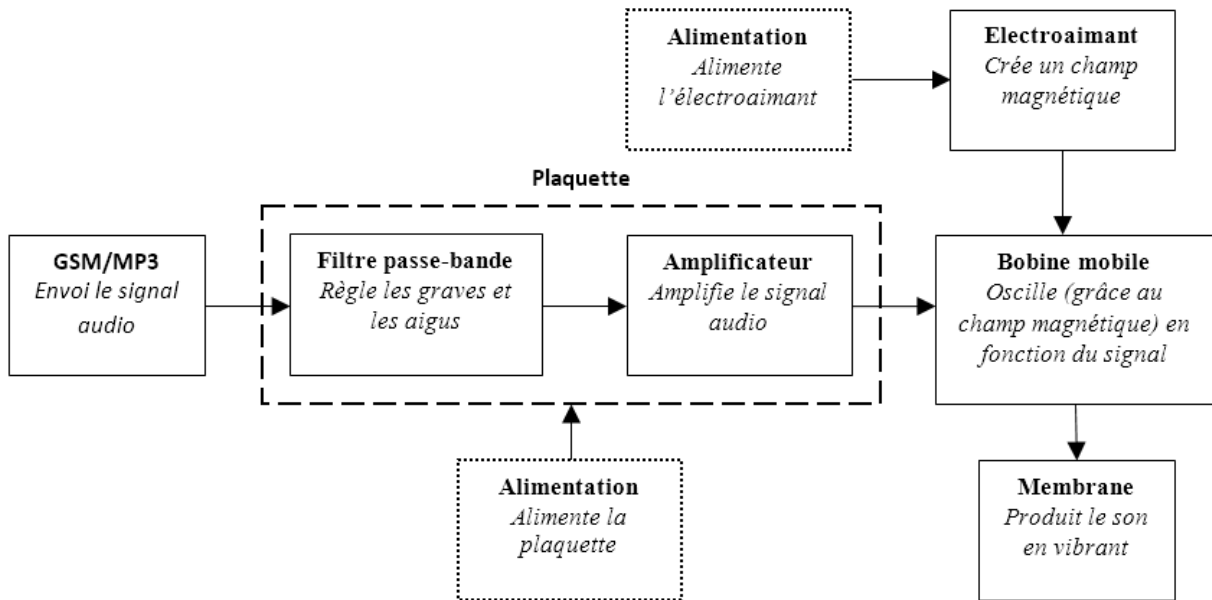 Alimentation
Alimente
l'électroaimant
Electroaimant
Crée un champ
magnétique
Plaquette
GSM/MP3
Envoi le signal
audio
Filtre passe-bande
Règle les graves et
les aigus
Amplificateur
Amplifie le signal
audio
Bobine mobile
Oscille (grâce au
champ magnétique) en
fonction du signal
Alimentation
Alimente la
plaquette
Membrane
Produit le son
en vibrant